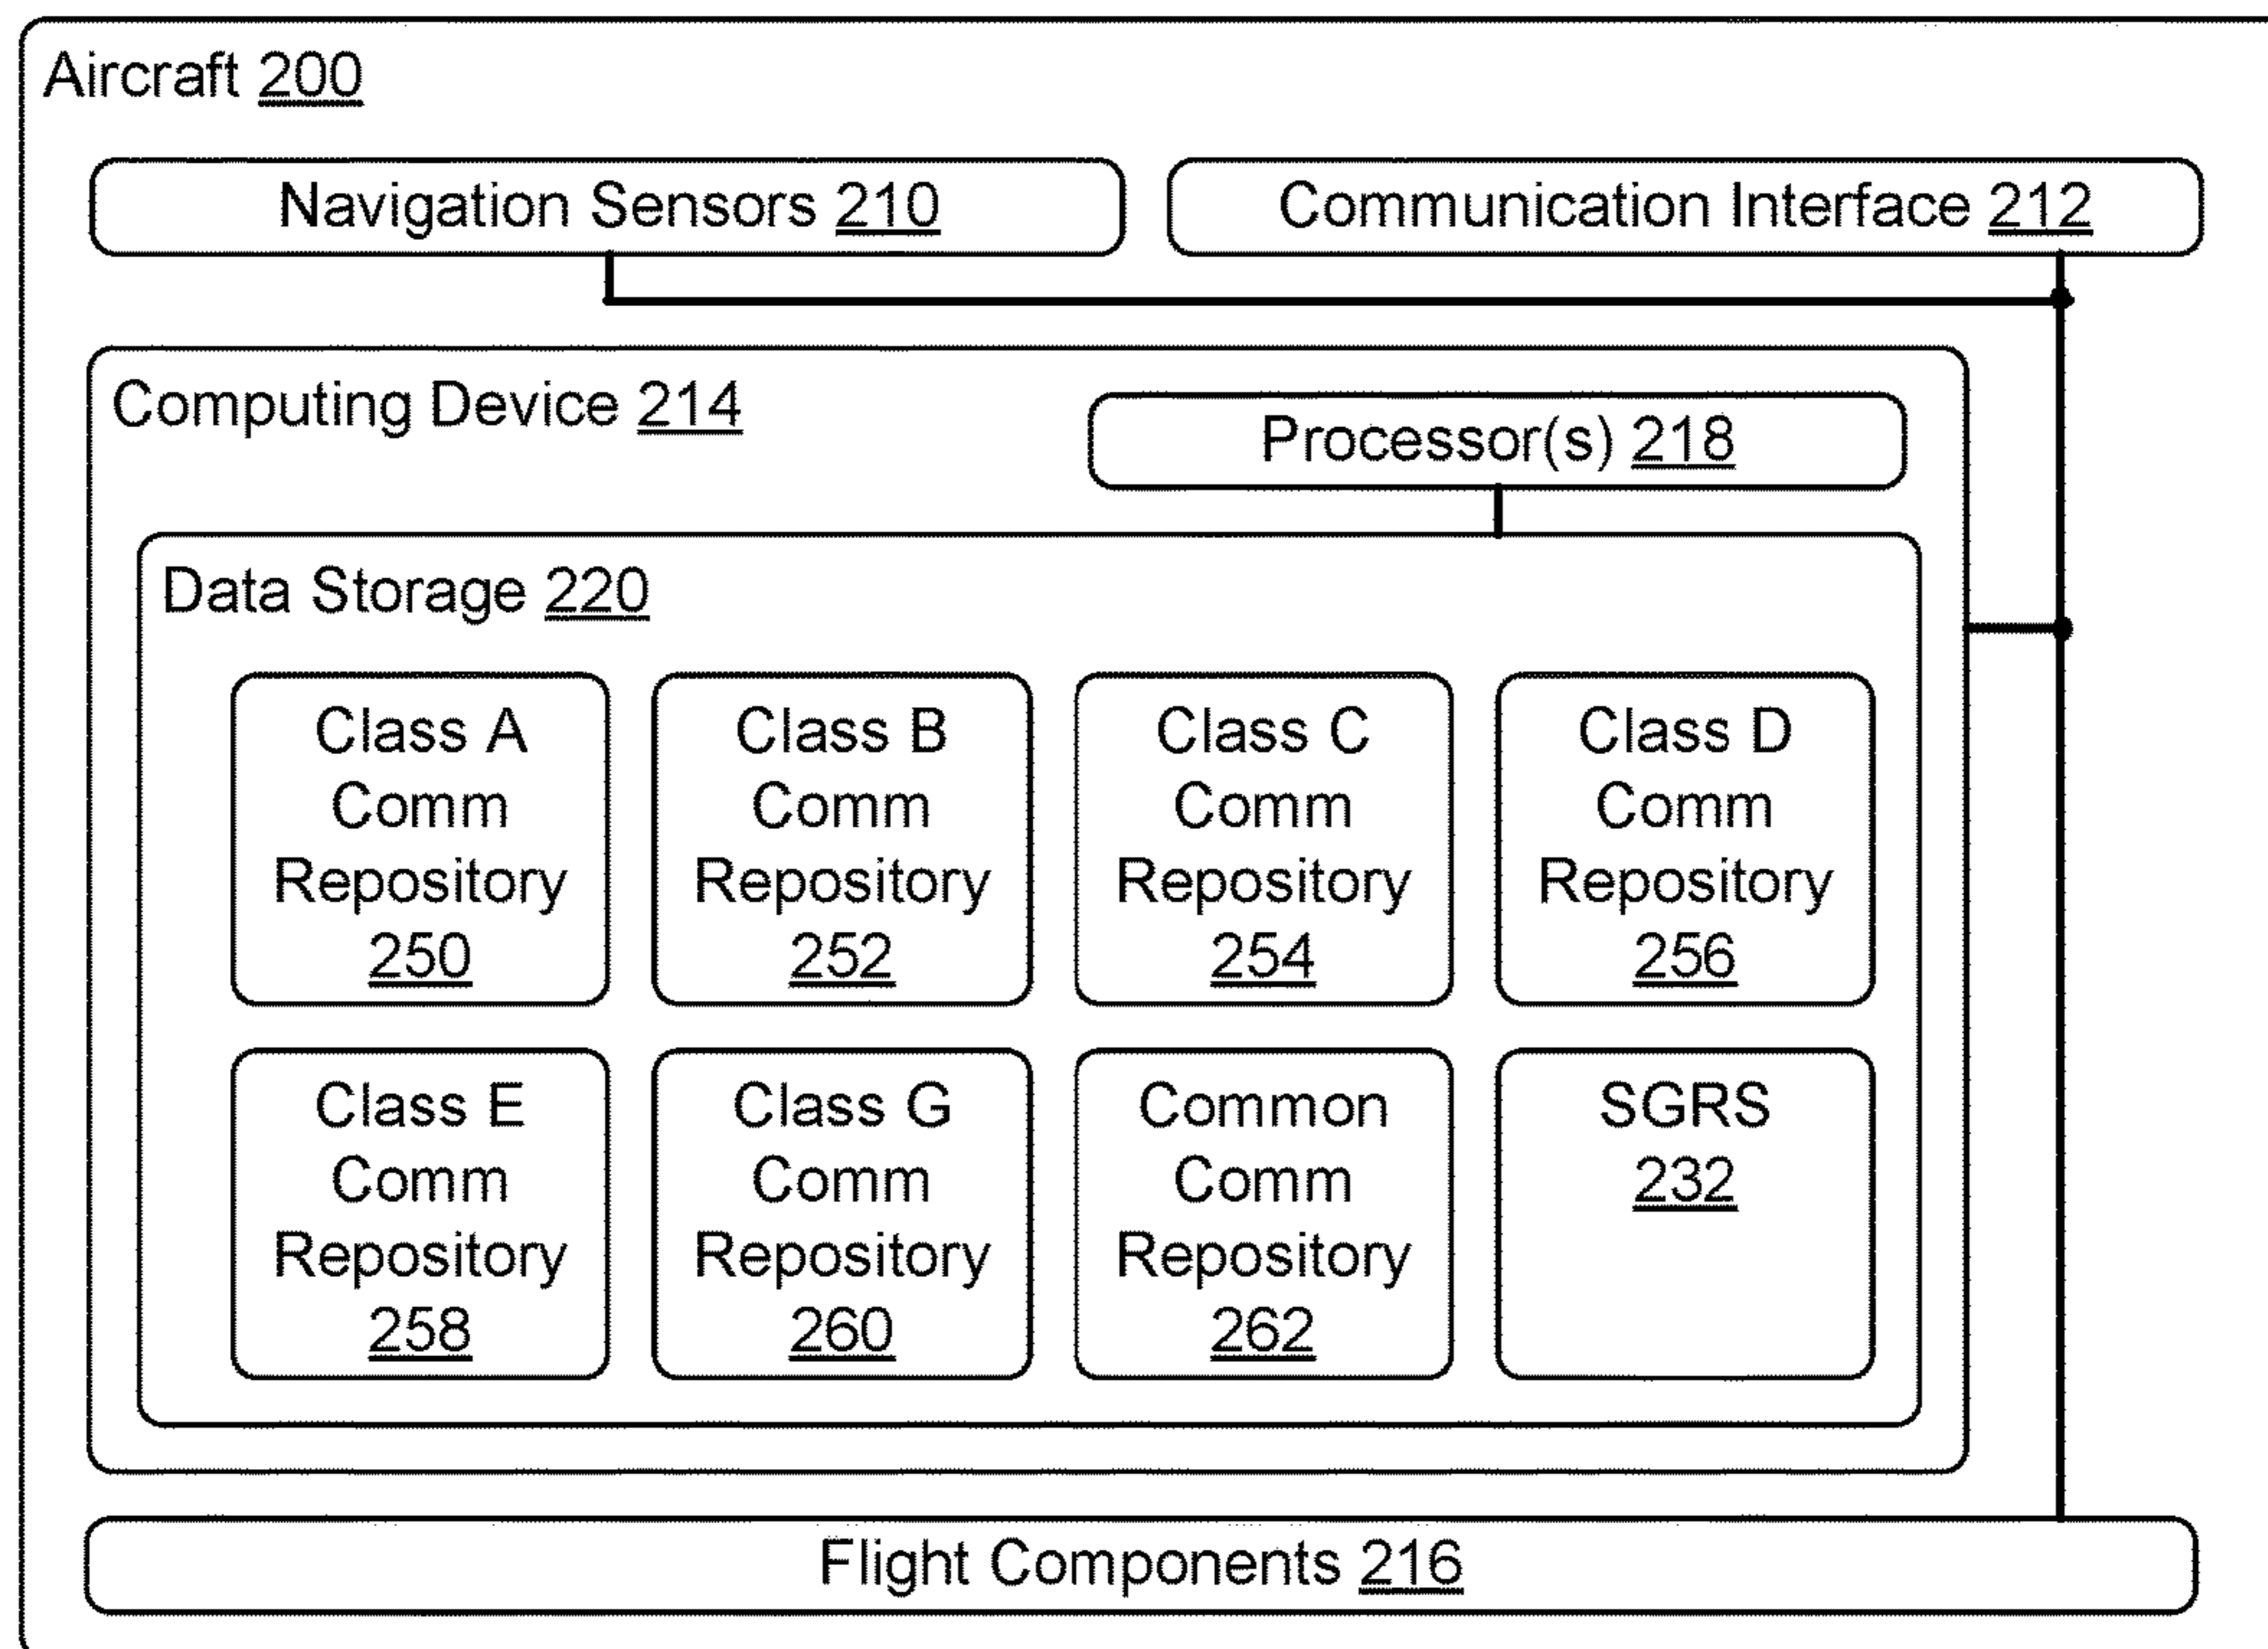 Aircraft 200
Navigation Sensors 210
Communication Interface 212
Computing Device 214
Processor(s) 218
Data Storage 220
Class A
Comm
Repository
250
Class B
Comm
Repository
252
Class C
Comm
Repository
254
Class D
Comm
Repository
256
Class E
Comm
Repository
258
Class G
Comm
Repository
260
Common
Comm
Repository
262
SGRS
232
Flight Components 216